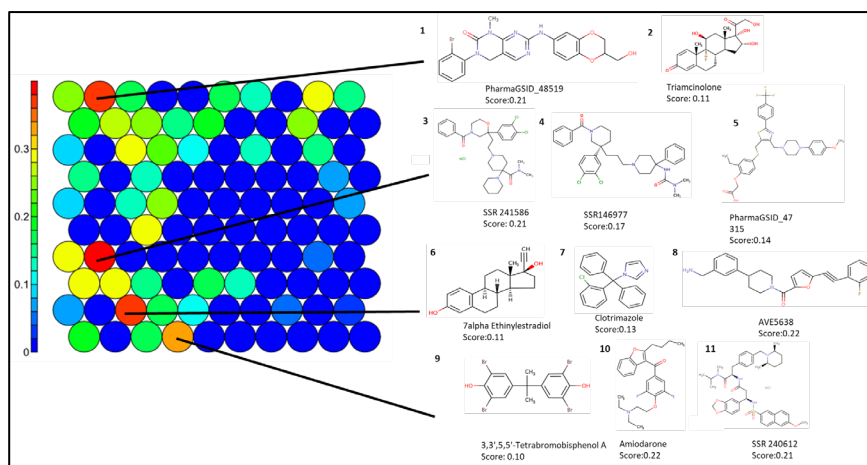 1
PharmaGSID_48519
Score:0.21
2
Triamcinolone
Score: 0.11
3
SSR 241586
Score: 0.21
4
SSR146977
Score:0.17
5
PharmaGSID_47
315
Score:0.14
6
7alpha Ethinylestradiol
Score:0.11
7
Clotrimazole
Score:0.13
8
AVE5638
Score:0.22
9
3,3',5,5'-Tetrabromobisphenol A
Score: 0.10
10
Amiodarone
Score:0.22
11
SSR 240612
Score:0.21
0.3
0.2
0.1
0